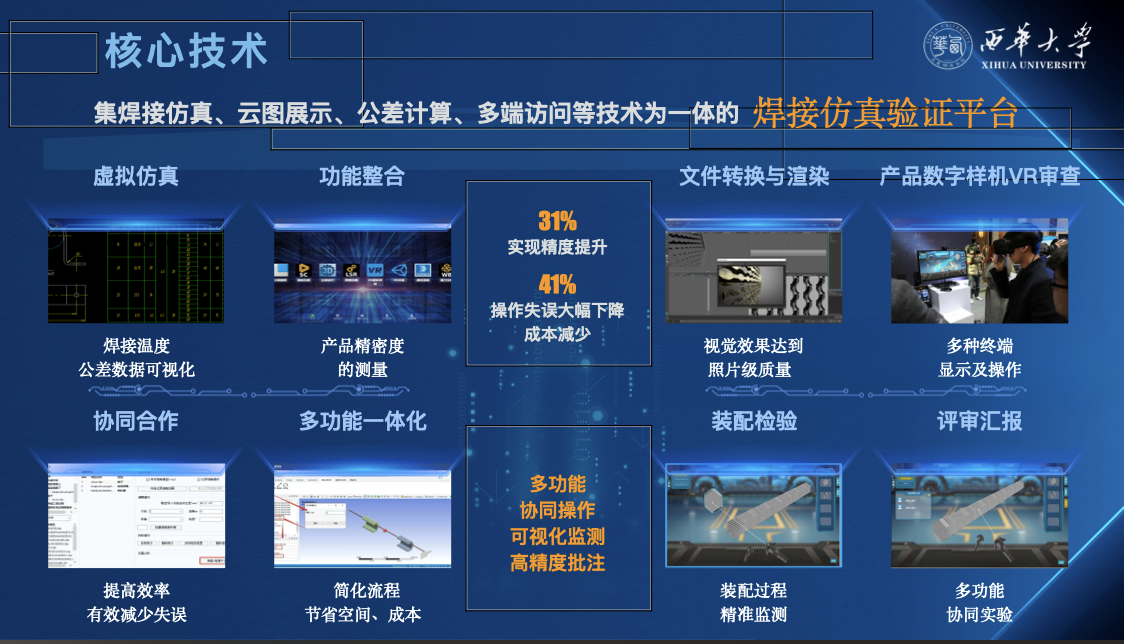 核心技术
西华大学
XIHUA UNIVERSITY
集焊接仿真、云图展示、公差计算、多端访问等技术为一体的 焊接仿真验证平台
虚拟仿真
功能整合
文件转换与渲染
产品数字样机VR审查
31%
实现精度提升
41%
操作失误大幅下降
成本减少
SC
3D
LSR
VR
焊接温度
公差数据可视化
产品精密度
的测量
视觉效果达到
照片级质量
多种终端
显示及操作
协同合作
多功能一体化
装配检验
评审汇报
多功能
协同操作
可视化监测
高精度批注
提高效率
有效减少失误
简化流程
节省空间、成本
装配过程
精准监测
多功能
协同实验